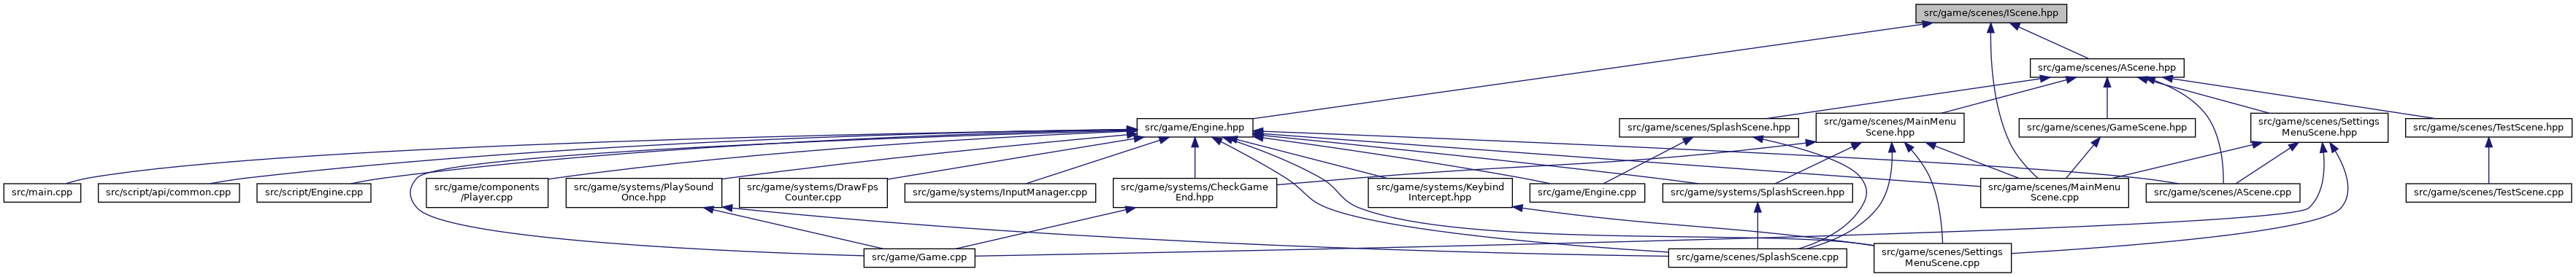 src/game/scenes/IScene.hpp
src/game/scenes/AScene.hpp
src/game/Engine.hpp
src/game/scenes/SplashScene.hpp
src/game/scenes/MainMenu
Scene.hpp
src/game/scenes/GameScene.hpp
src/game/scenes/Settings
MenuScene.hpp
src/game/scenes/TestScene.hpp
src/main.cpp
src/script/api/common.cpp
src/script/Engine.cpp
src/game/components
/Player.cpp
src/game/systems/PlaySound
Once.hpp
src/game/systems/DrawFps
Counter.cpp
src/game/systems/InputManager.cpp
src/game/systems/CheckGame
End.hpp
src/game/systems/Keybind
Intercept.hpp
src/game/Engine.cpp
src/game/systems/SplashScreen.hpp
src/game/scenes/MainMenu
Scene.cpp
src/game/scenes/AScene.cpp
src/game/scenes/TestScene.cpp
src/game/Game.cpp
src/game/scenes/SplashScene.cpp
src/game/scenes/Settings
MenuScene.cpp